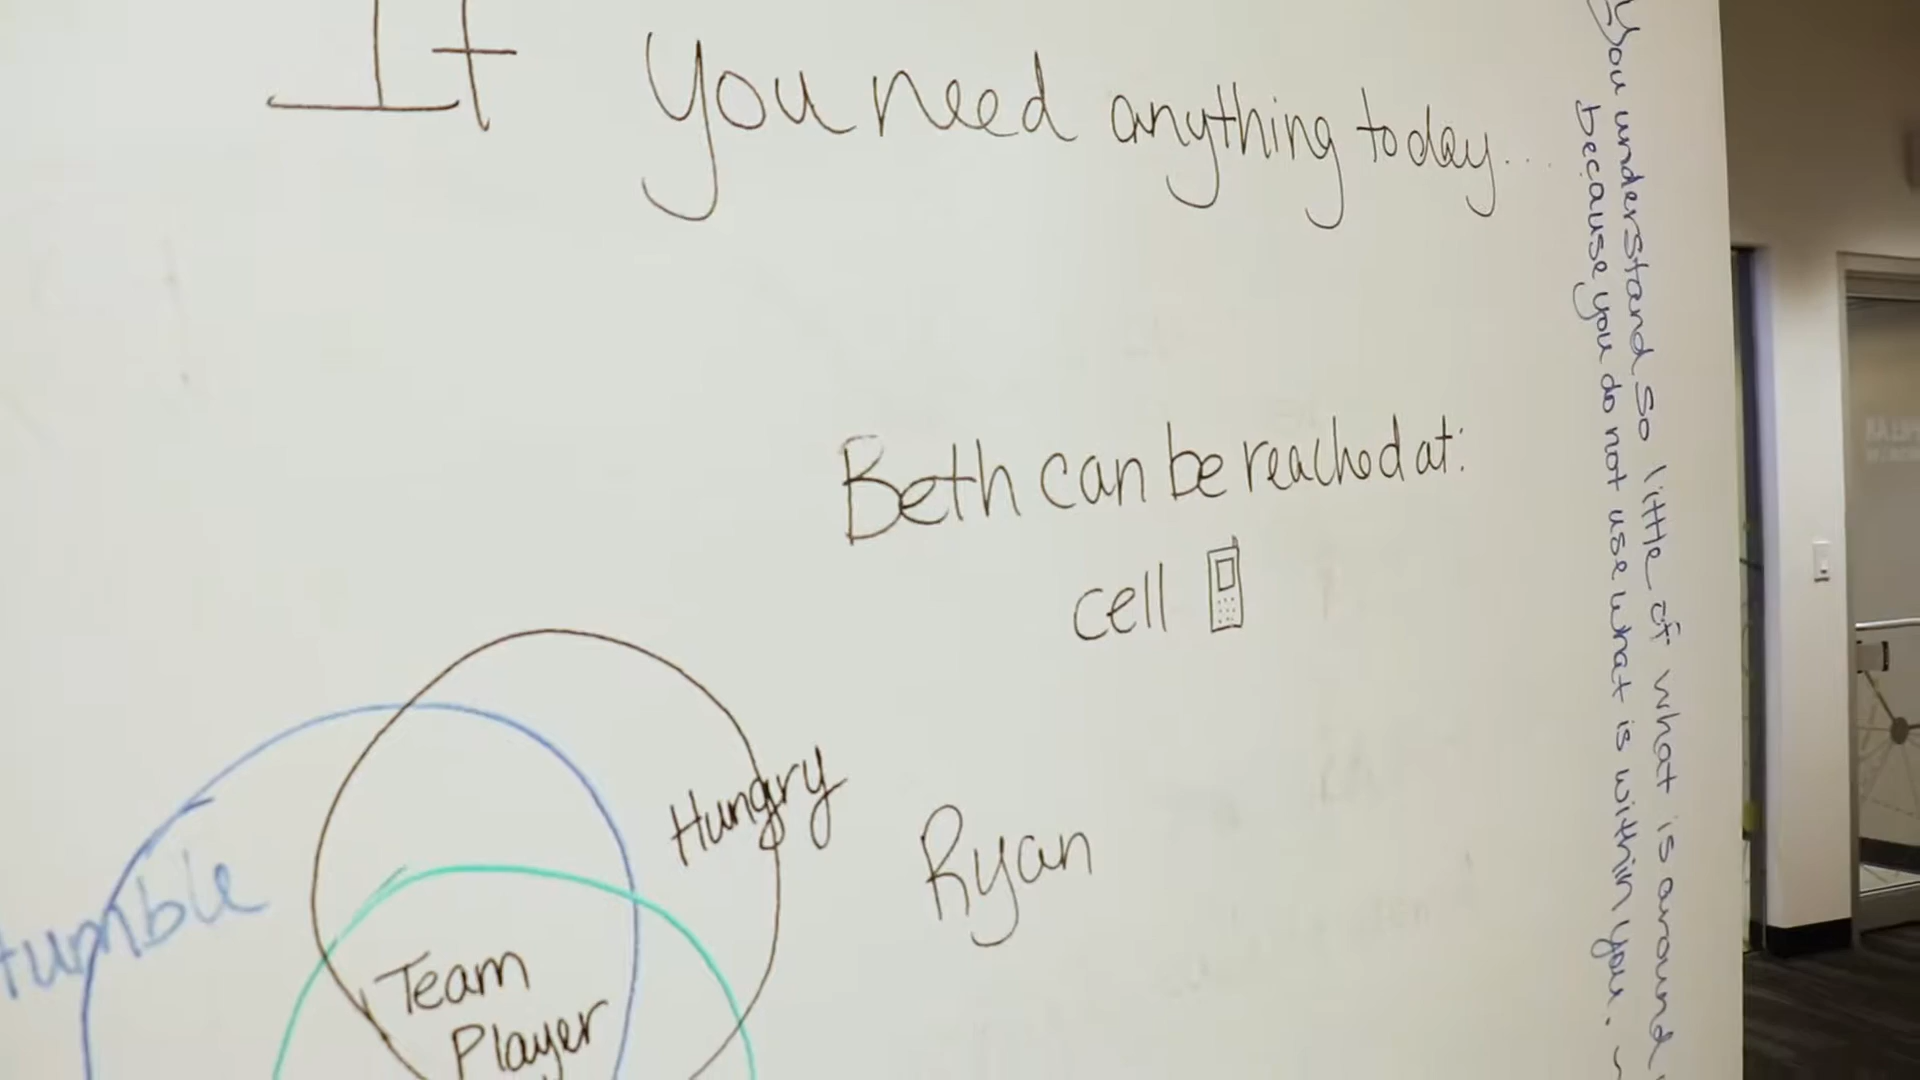 If you need anything today...
Beth can be reached at:
cell
Hungry
Humble
Ryan
Team
Player
You understand so little of what is around
because you do not use what is within you.